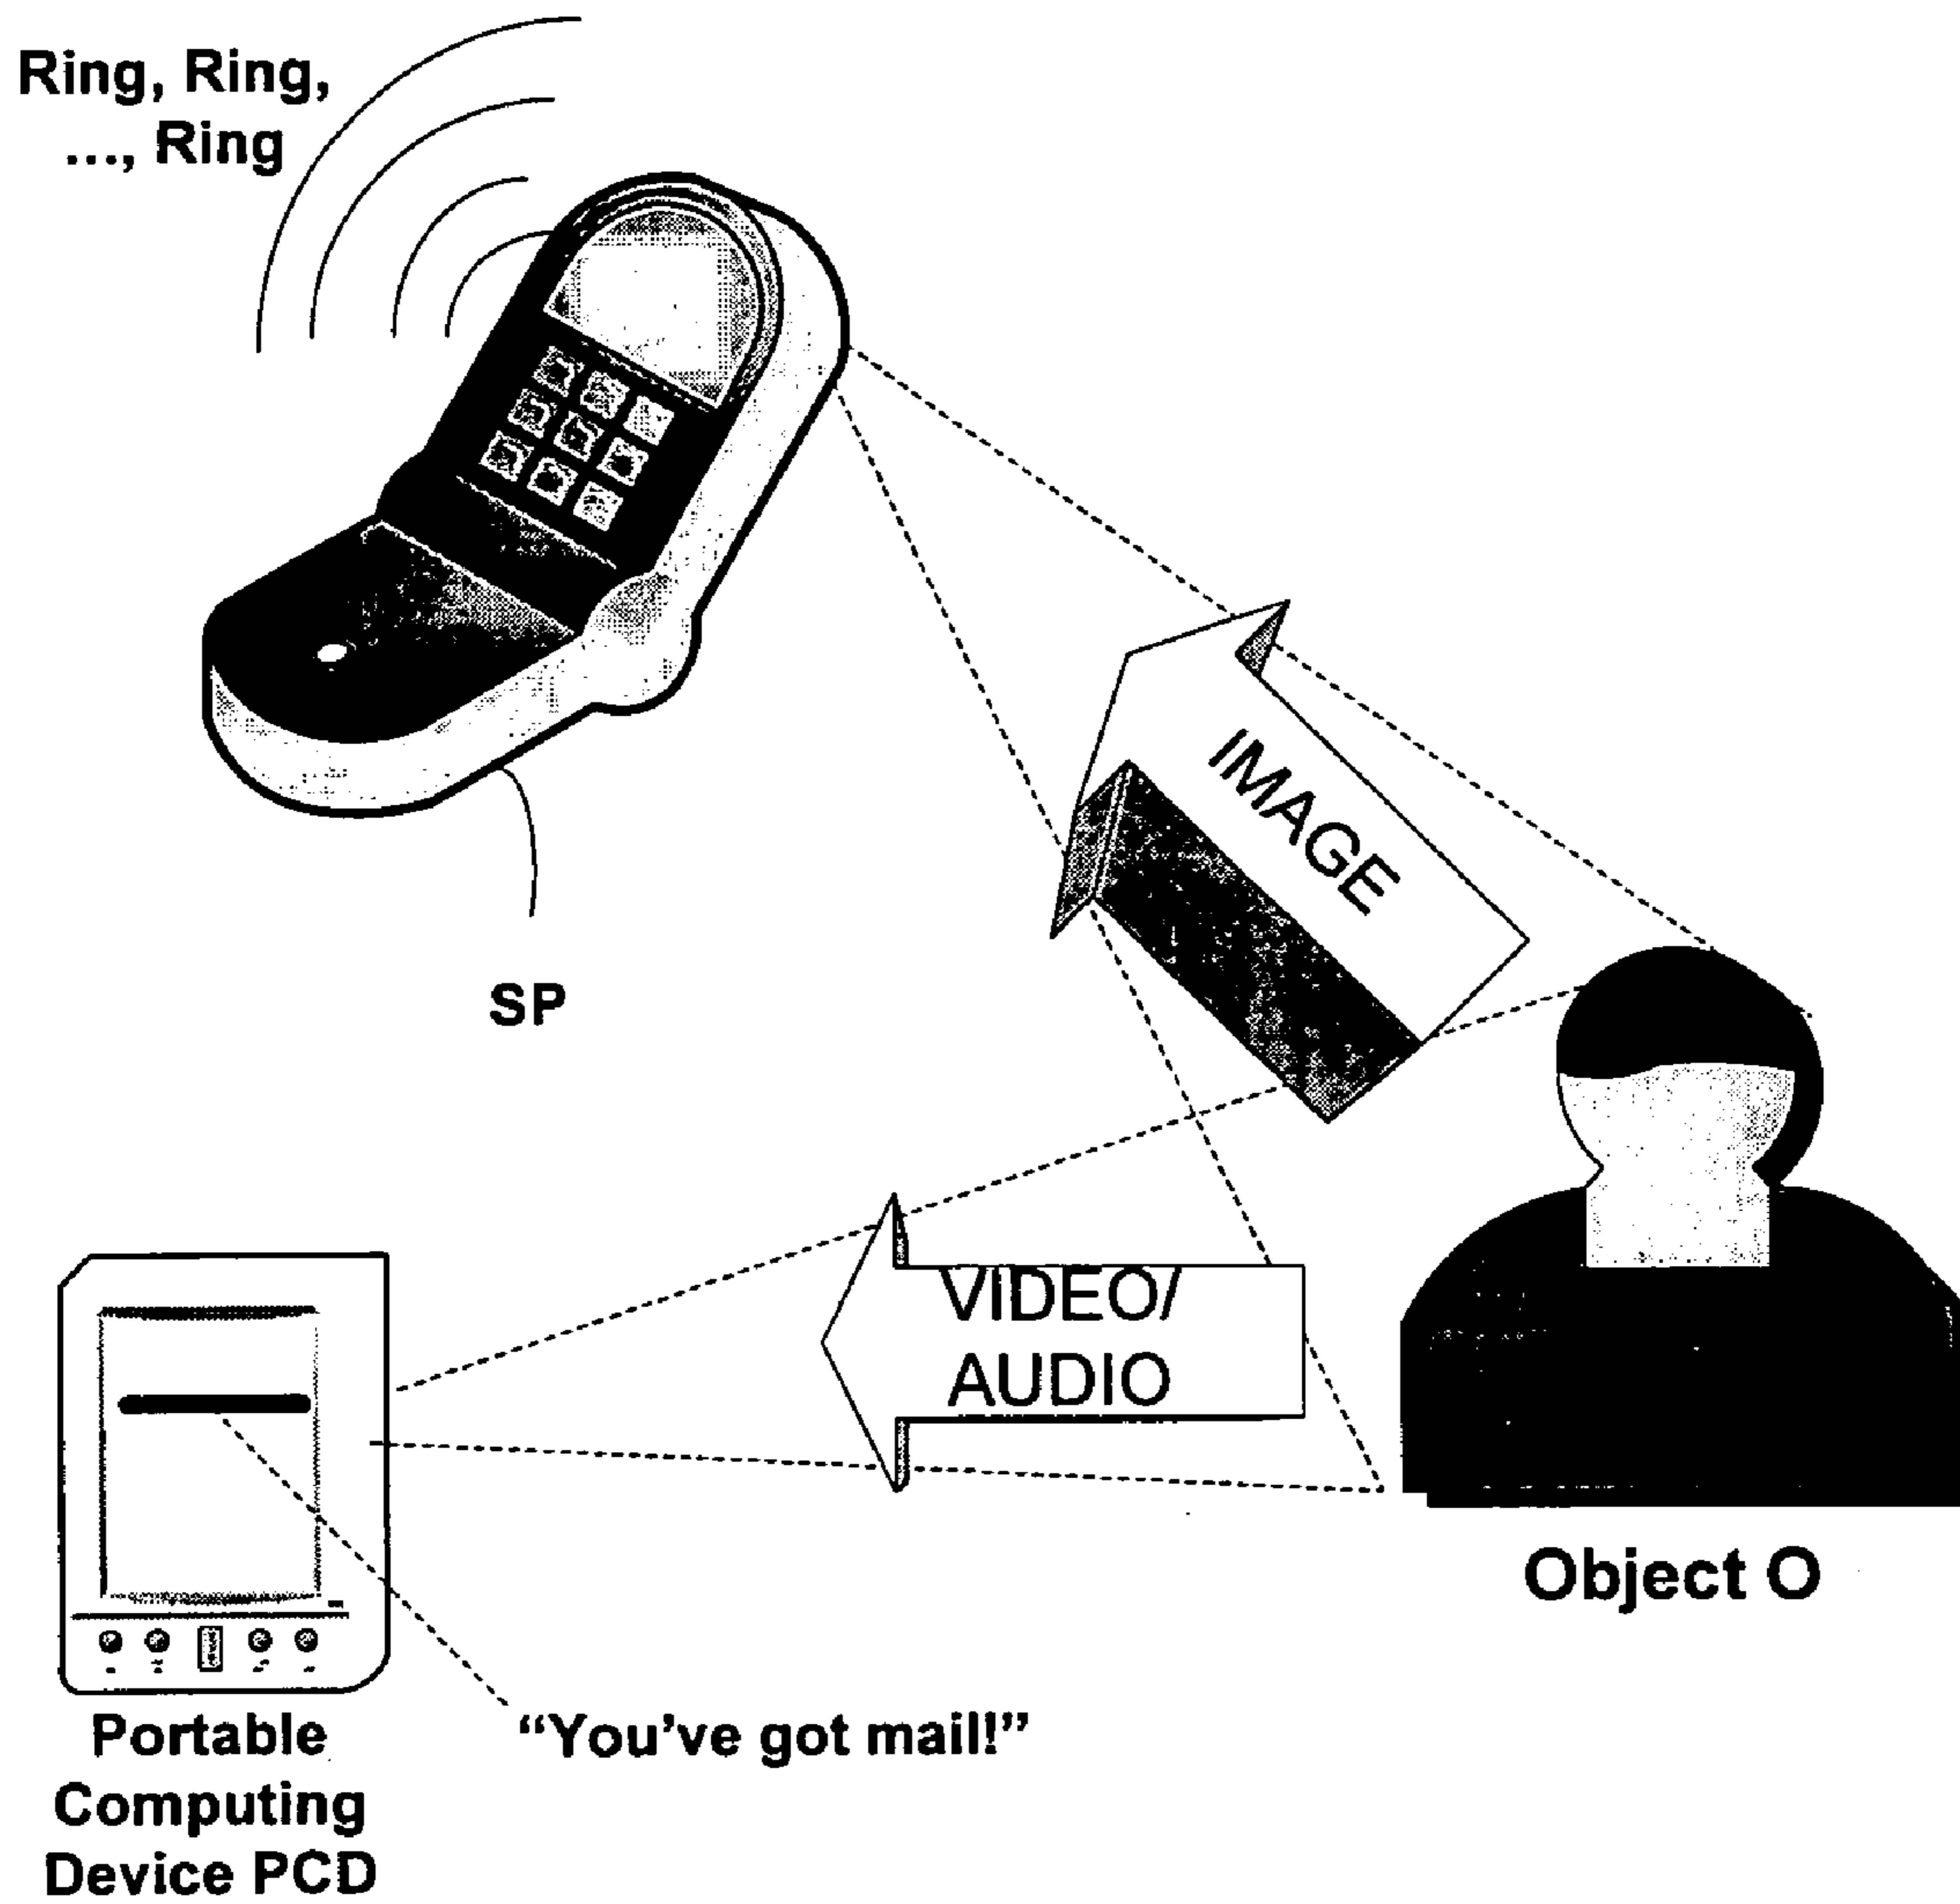 Ring, Ring,
..., Ring
IMAGE
SP
VIDEO/
AUDIO
Object O
"You've got mail!"
Portable
Computing
Device PCD